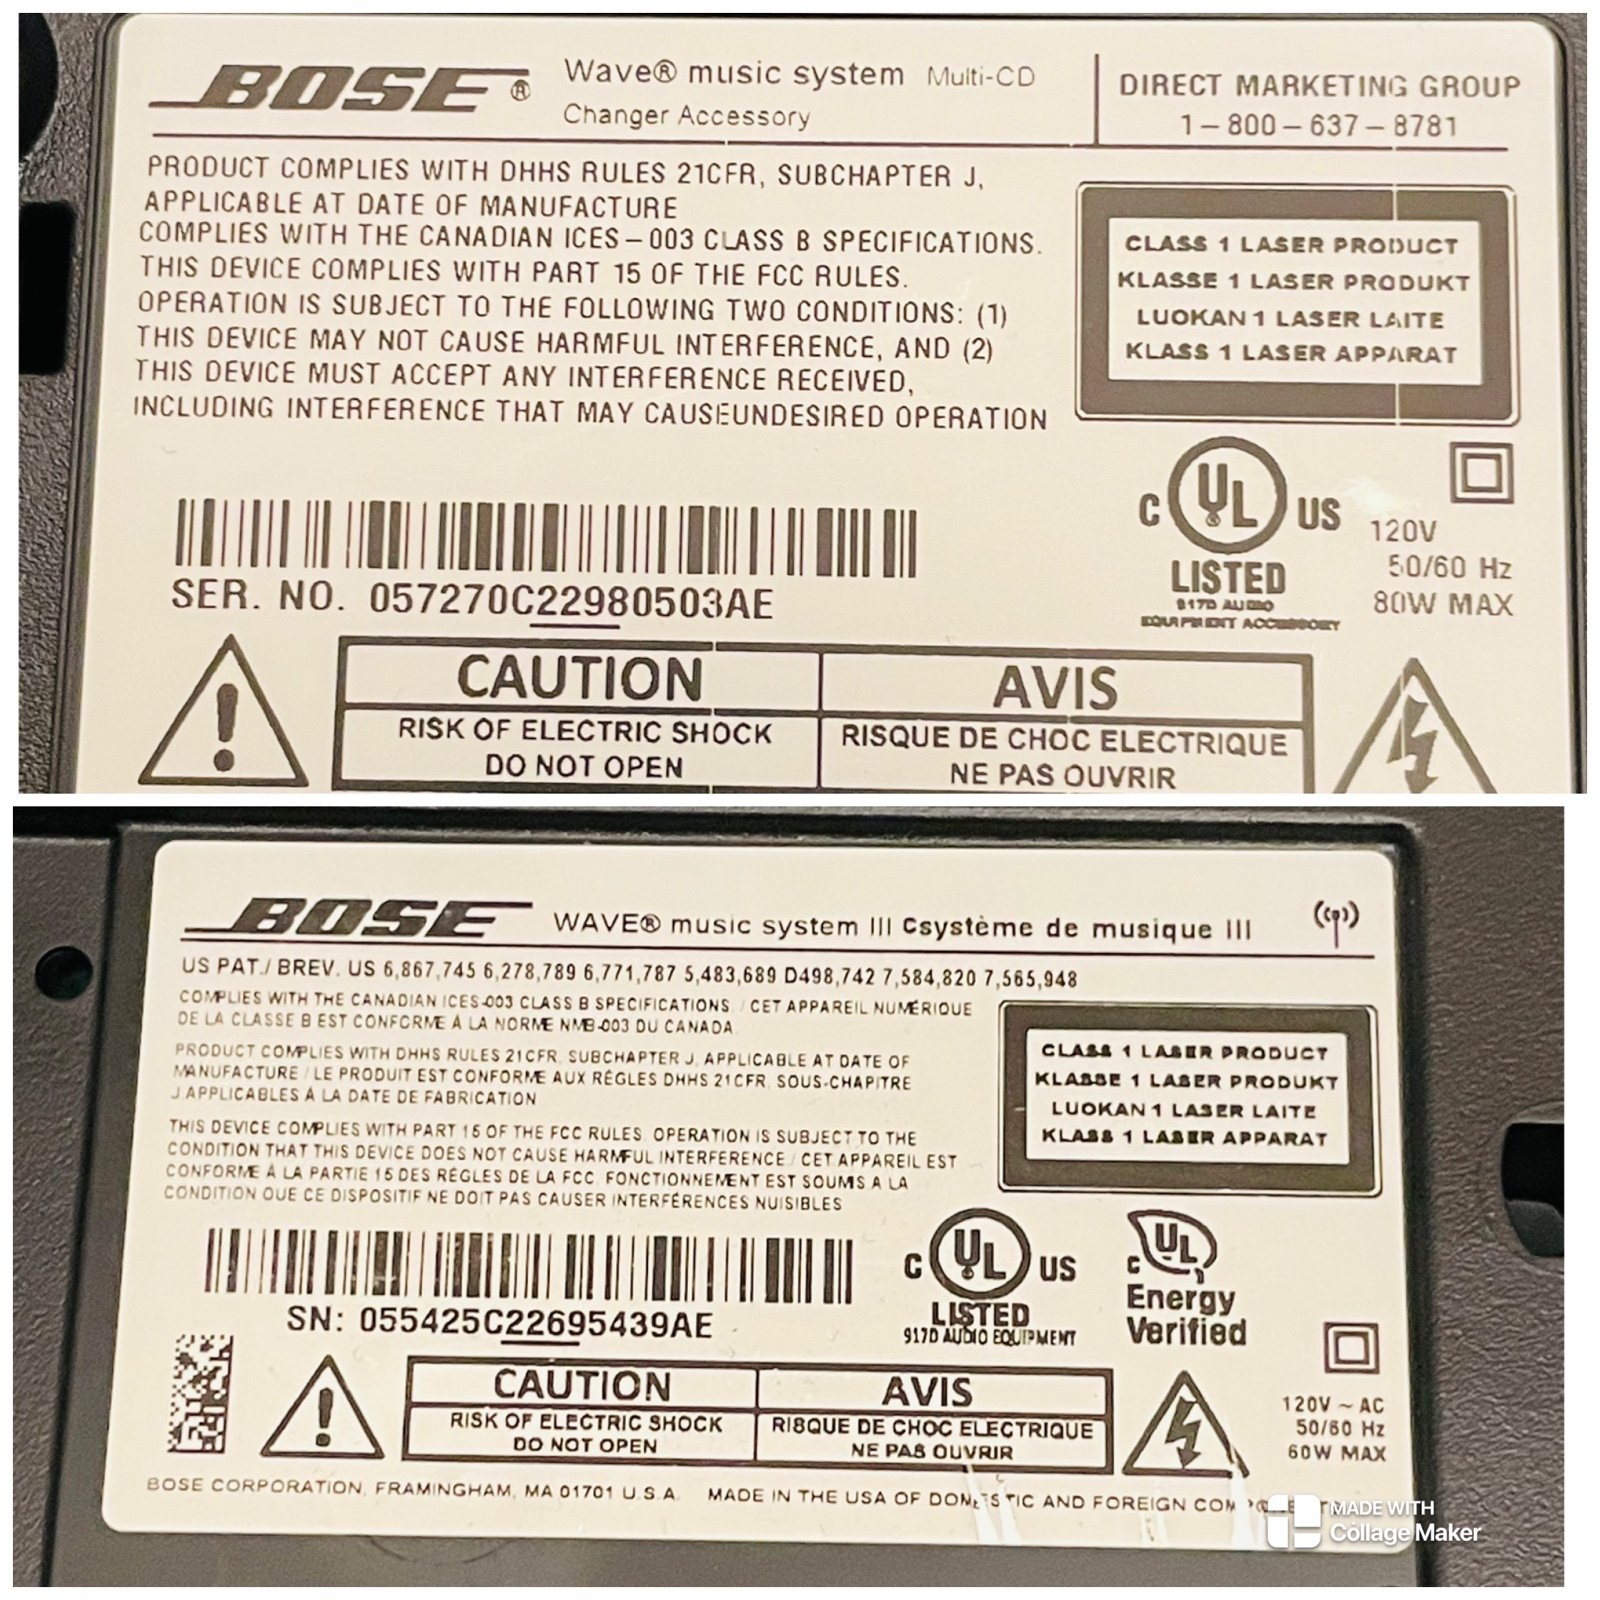 BOSE® Wave® music system Multi-CD
Changer Accessory
DIRECT MARKETING GROUP
1-800-637-8781
PRODUCT COMPLIES WITH DHHS RULES 21CFR, SUBCHAPTER J,
APPLICABLE AT DATE OF MANUFACTURE
COMPLIES WITH THE CANADIAN ICES-003 CLASS B SPECIFICATIONS.
THIS DEVICE COMPLIES WITH PART 15 OF THE FCC RULES.
OPERATION IS SUBJECT TO THE FOLLOWING TWO CONDITIONS: (1)
THIS DEVICE MAY NOT CAUSE HARMFUL INTERFERENCE, AND (2)
THIS DEVICE MUST ACCEPT ANY INTERFERENCE RECEIVED,
INCLUDING INTERFERENCE THAT MAY CAUSEUNDESIRED OPERATION
CLASS 1 LASER PRODUCT
KLASSE 1 LASER PRODUKT
LUOKAN 1 LASER LAITE
KLASS 1 LASER APPARAT
C UL US
LISTED
917D AUDIO
EQUIPMENT ACCESSORY
120V
50/60 Hz
80W MAX
SER. NO. 057270C22980503AE
CAUTION
RISK OF ELECTRIC SHOCK
DO NOT OPEN
AVIS
RISQUE DE CHOC ELECTRIQUE
NE PAS OUVRIR
BOSE WAVE® music system III Csystème de musique III
US PAT./ BREV. US 6,867,745 6,278,789 6,771,787 5,483,689 D498,742 7,584,820 7,565,948
COMPLIES WITH THE CANADIAN ICES-003 CLASS B SPECIFICATIONS. / CET APPAREIL NUMÉRIQUE
DE LA CLASSE B EST CONFORME À LA NORME NMB-003 DU CANADA.
PRODUCT COMPLIES WITH DHHS RULES 21CFR, SUBCHAPTER J, APPLICABLE AT DATE OF
MANUFACTURE / LE PRODUIT EST CONFORME AUX RÉGLES DHHS 21CFR, SOUS-CHAPITRE
J APPLICABLES À LA DATE DE FABRICATION
THIS DEVICE COMPLIES WITH PART 15 OF THE FCC RULES. OPERATION IS SUBJECT TO THE
CONDITION THAT THIS DEVICE DOES NOT CAUSE HARMFUL INTERFERENCE / CET APPAREIL EST
CONFORME À LA PARTIE 15 DES RÉGLES DE LA FCC. FONCTIONNEMENT EST SOUMIS A LA
CONDITION QUE CE DISPOSITIF NE DOIT PAS CAUSER INTERFÉRENCES NUISIBLES
CLASS 1 LASER PRODUCT
KLASSE 1 LASER PRODUKT
LUOKAN 1 LASER LAITE
KLASS 1 LASER APPARAT
SN: 055425C22695439AE
C UL US
LISTED
917D AUDIO EQUIPMENT
C UL
Energy
Verified
120V ~ AC
50/60 Hz
60W MAX
CAUTION
RISK OF ELECTRIC SHOCK
DO NOT OPEN
AVIS
RISQUE DE CHOC ELECTRIQUE
NE PAS OUVRIR
BOSE CORPORATION, FRAMINGHAM, MA 01701 U.S.A. MADE IN THE USA OF DOMESTIC AND FOREIGN
MADE WITH
Collage Maker